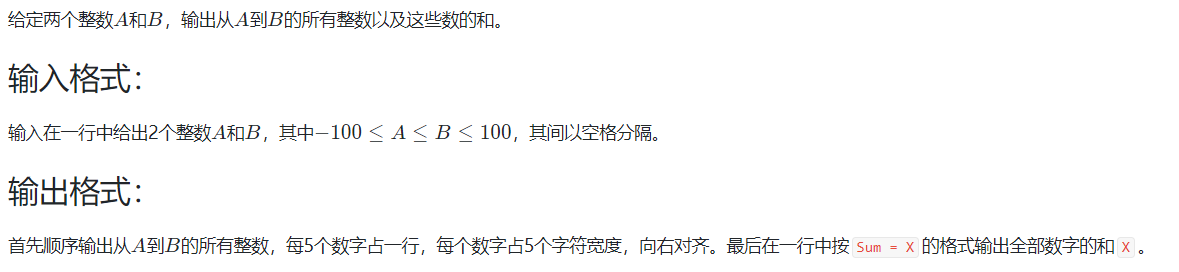 给定两个整数A和B，输出从A到B的所有整数以及这些数的和。
输入格式：
输入在一行中给出2个整数A和B，其中−100 ≤ A ≤ B ≤ 100，其间以空格分隔。
输出格式：
首先顺序输出从A到B的所有整数，每5个数字占一行，每个数字占5个字符宽度，向右对齐。最后在一行中按 Sum = X 的格式输出全部数字的和 X 。